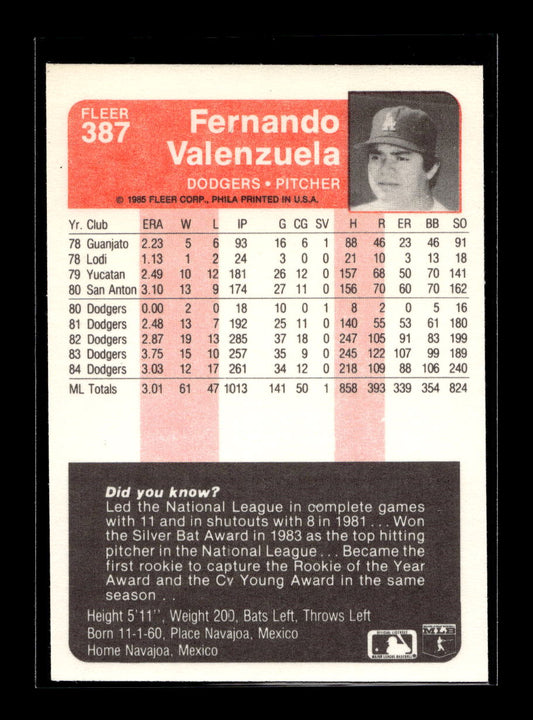 FLEER
387
Fernando
Valenzuela
DODGERS • PITCHER
© 1985 FLEER CORP., PHILA PRINTED IN U.S.A.
Yr. Club ERA W L IP G CG SV H R ER BB SO
78 Guanjato 2.23 5 6 93 16 6 1 88 46 23 46 91
78 Lodi 1.13 1 2 24 3 0 0 21 10 3 13 18
79 Yucatan 2.49 10 12 181 26 12 0 157 68 50 70 141
80 San Anton 3.10 13 9 174 27 11 0 156 70 60 70 162
80 Dodgers 0.00 2 0 18 10 0 1 8 2 0 5 16
81 Dodgers 2.48 13 7 192 25 11 0 140 55 53 61 180
82 Dodgers 2.87 19 13 285 37 18 0 247 105 91 83 199
83 Dodgers 3.75 15 10 257 35 9 0 245 122 107 99 189
84 Dodgers 3.03 12 17 261 34 12 0 218 109 88 106 240
ML Totals 3.01 61 47 1013 141 50 1 858 393 339 354 824
Did you know?
Led the National League in complete games
with 11 and in shutouts with 8 in 1981 . . . Won
the Silver Bat Award in 1983 as the top hitting
pitcher in the National League . . . Became the
first rookie to capture the Rookie of the Year
Award and the Cy Young Award in the same
season . .
Height 5'11", Weight 200, Bats Left, Throws Left
Born 11-1-60, Place Navajoa, Mexico
Home Navajoa, Mexico